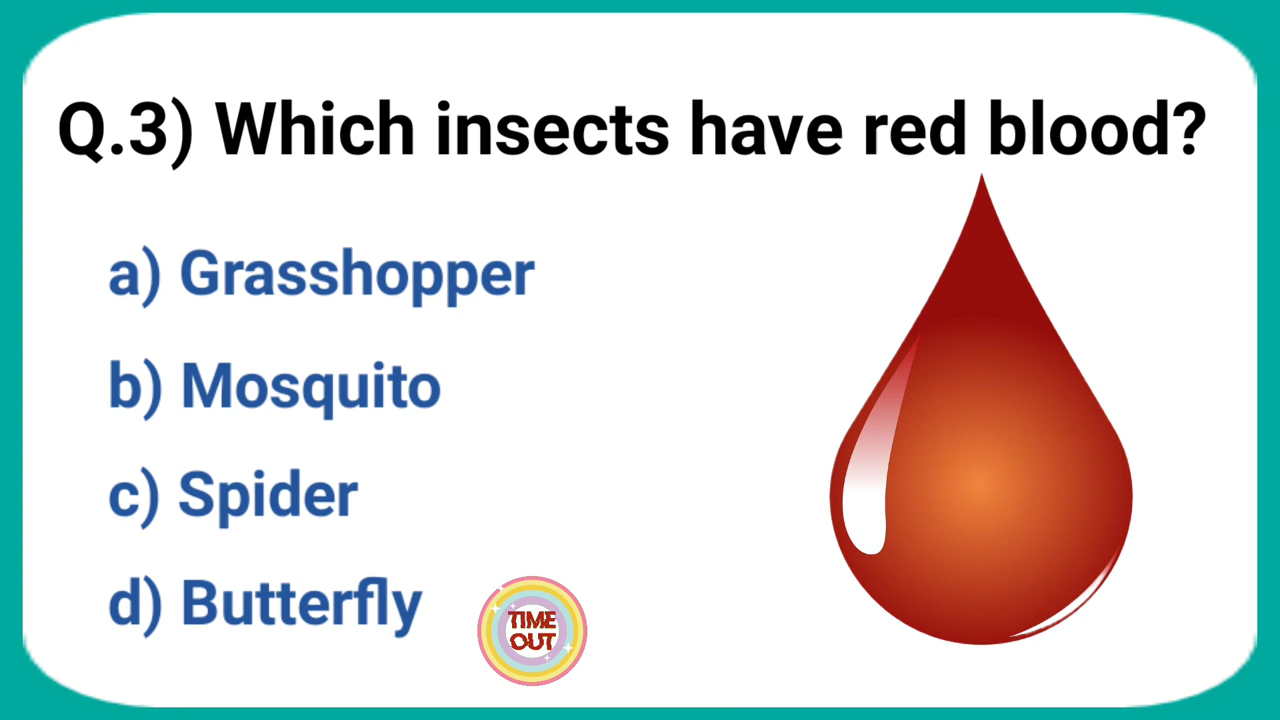 Q.3) Which insects have red blood?
a) Grasshopper
b) Mosquito
c) Spider
d) Butterfly
TIME
OUT